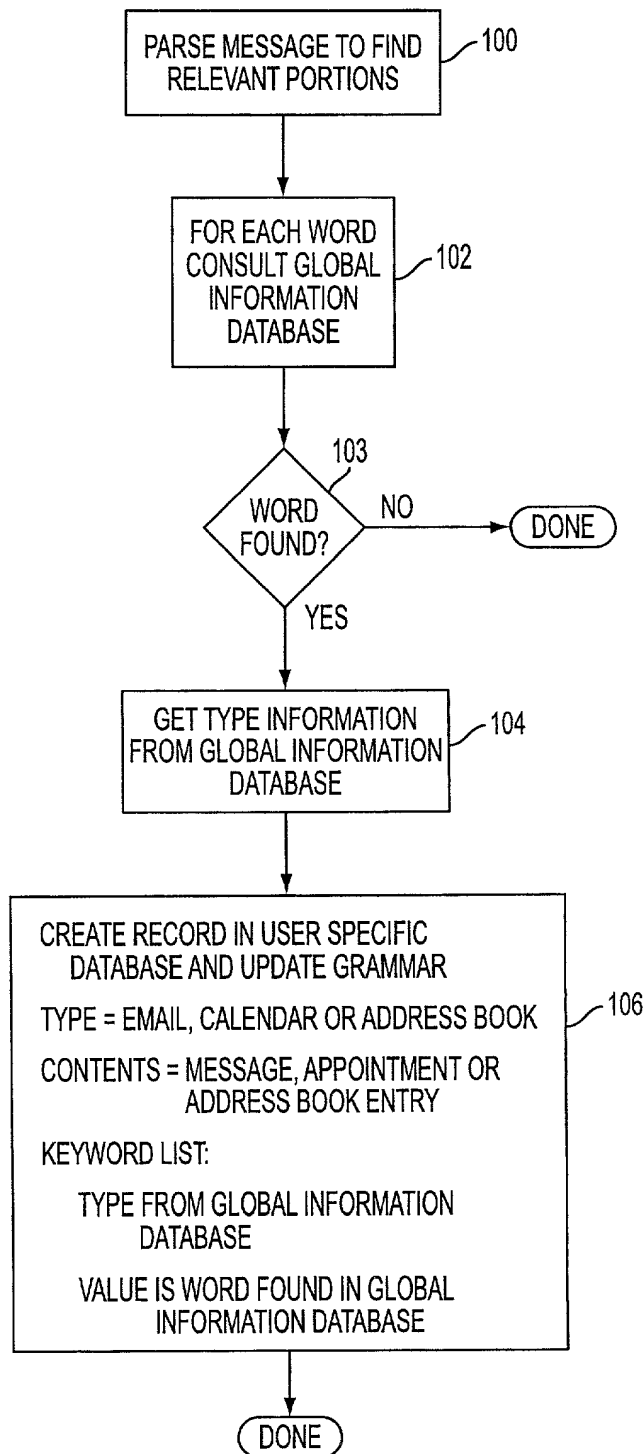 PARSE MESSAGE TO FIND
RELEVANT PORTIONS
100
FOR EACH WORD
CONSULT GLOBAL
INFORMATION
DATABASE
102
103
WORD
FOUND?
NO
DONE
YES
GET TYPE INFORMATION
FROM GLOBAL INFORMATION
DATABASE
104
CREATE RECORD IN USER SPECIFIC
DATABASE AND UPDATE GRAMMAR
TYPE = EMAIL, CALENDAR OR ADDRESS BOOK
CONTENTS = MESSAGE, APPOINTMENT OR
ADDRESS BOOK ENTRY
KEYWORD LIST:
TYPE FROM GLOBAL INFORMATION
DATABASE
VALUE IS WORD FOUND IN GLOBAL
INFORMATION DATABASE
106
DONE